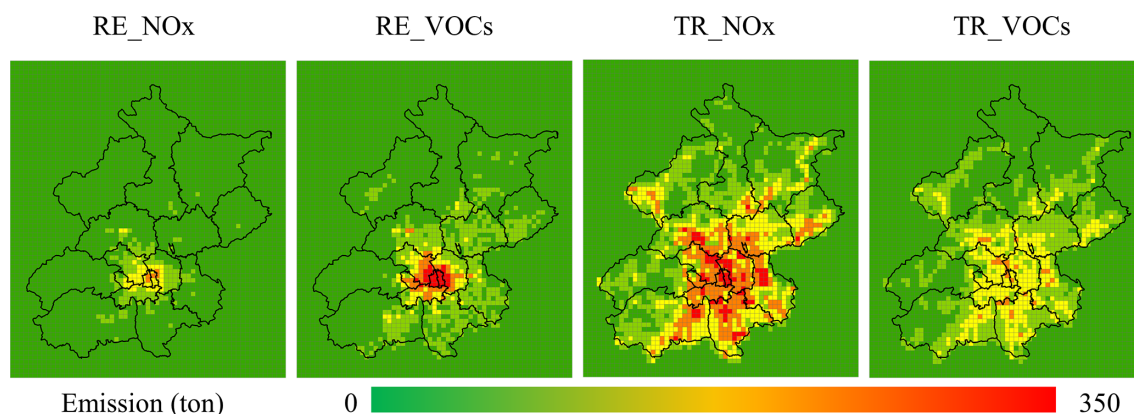 RE_NOx RE_VOCs TR_NOx TR_VOCs
Emission (ton) 0 350